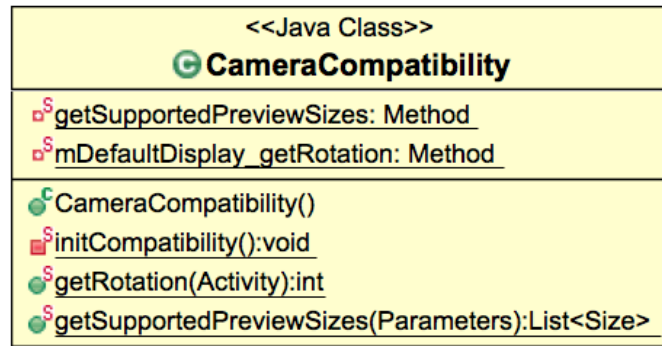 <<Java Class>>
CameraCompatibility
getSupportedPreviewSizes: Method
mDefaultDisplay_getRotation: Method
CameraCompatibility()
initCompatibility():void
getRotation(Activity):int
getSupportedPreviewSizes(Parameters):List<Size>